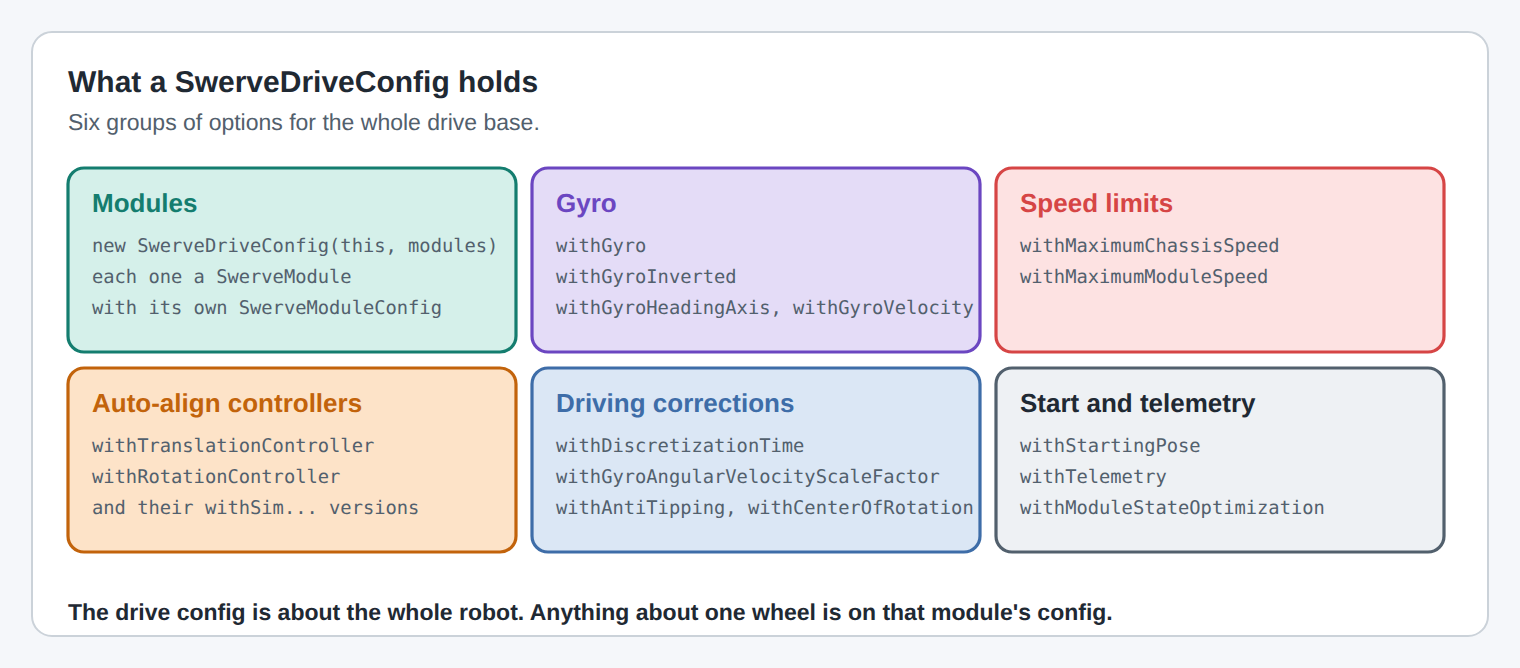 What a SwerveDriveConfig holds
Six groups of options for the whole drive base.
Modules
new SwerveDriveConfig(this, modules)
each one a SwerveModule
with its own SwerveModuleConfig
Gyro
withGyro
withGyroInverted
withGyroHeadingAxis, withGyroVelocity
Speed limits
withMaximumChassisSpeed
withMaximumModuleSpeed
Auto-align controllers
withTranslationController
withRotationController
and their withSim... versions
Driving corrections
withDiscretizationTime
withGyroAngularVelocityScaleFactor
withAntiTipping, withCenterOfRotation
Start and telemetry
withStartingPose
withTelemetry
withModuleStateOptimization
The drive config is about the whole robot. Anything about one wheel is on that module's config.